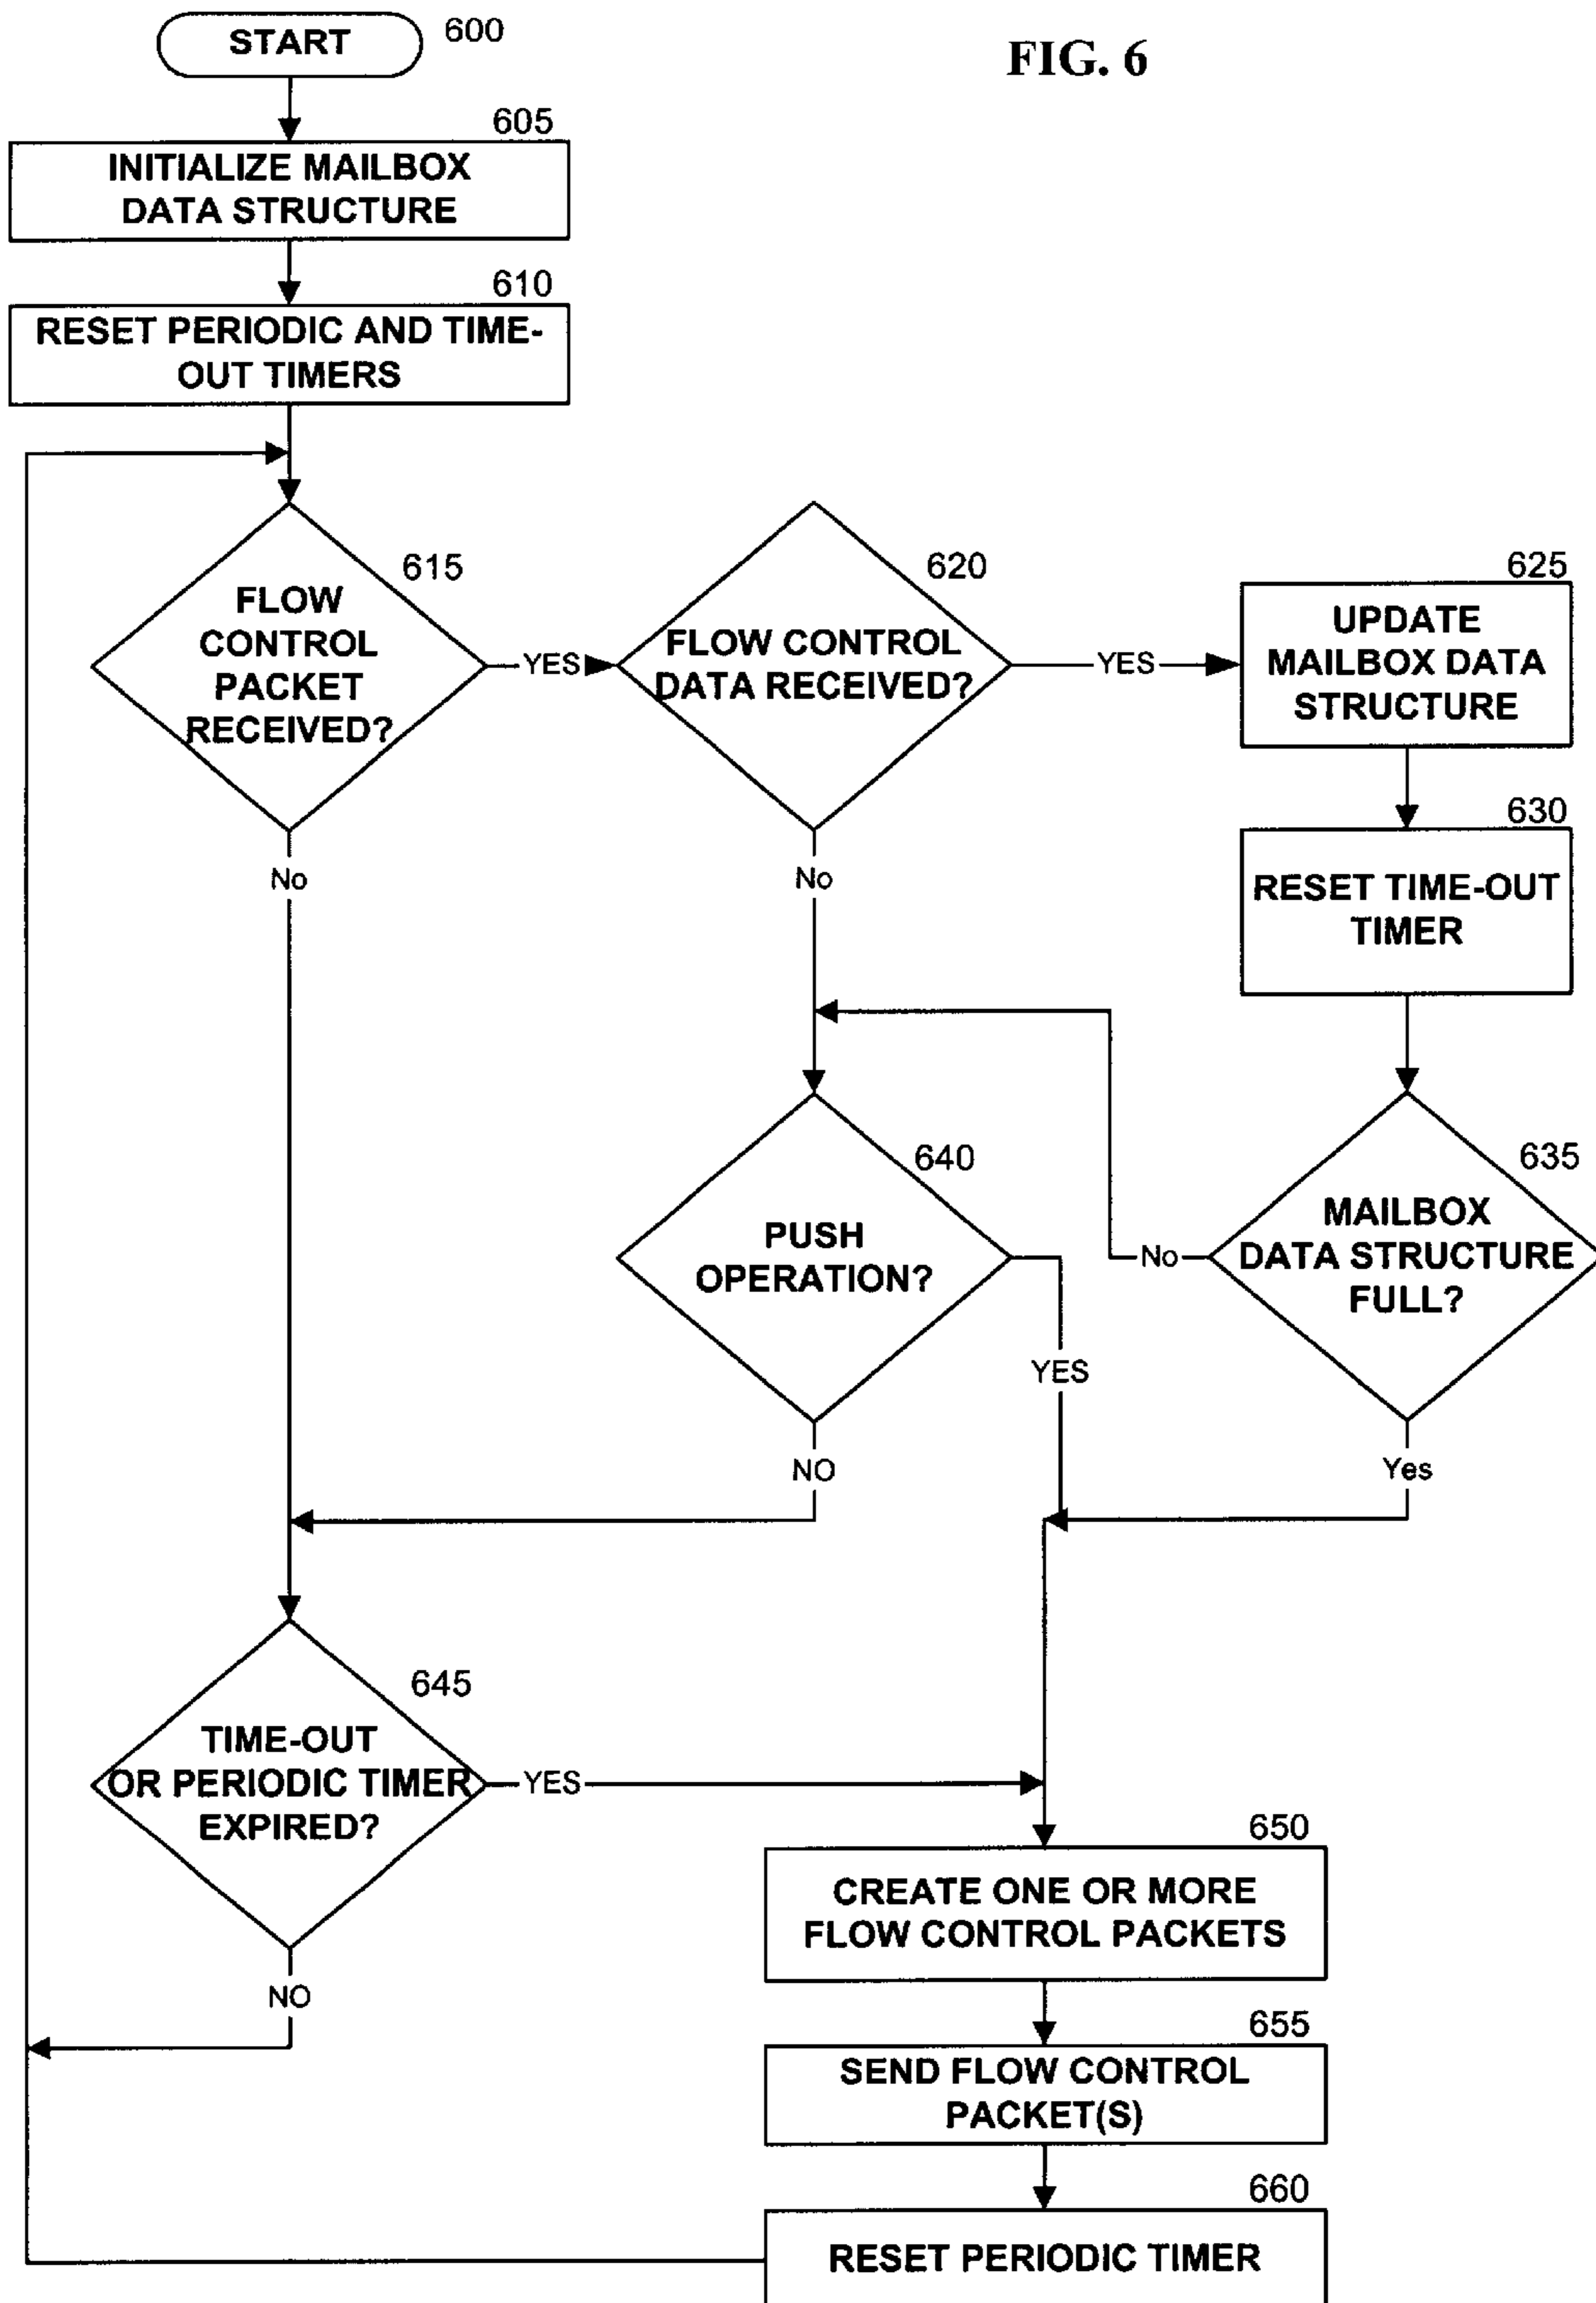 START
600
FIG. 6
605
INITIALIZE MAILBOX
DATA STRUCTURE
610
RESET PERIODIC AND TIME-
OUT TIMERS
615
FLOW
CONTROL
PACKET
RECEIVED?
YES
No
620
FLOW CONTROL
DATA RECEIVED?
YES
No
625
UPDATE
MAILBOX DATA
STRUCTURE
630
RESET TIME-OUT
TIMER
635
MAILBOX
DATA STRUCTURE
FULL?
No
Yes
640
PUSH
OPERATION?
YES
NO
645
TIME-OUT
OR PERIODIC TIMER
EXPIRED?
YES
NO
650
CREATE ONE OR MORE
FLOW CONTROL PACKETS
655
SEND FLOW CONTROL
PACKET(S)
660
RESET PERIODIC TIMER